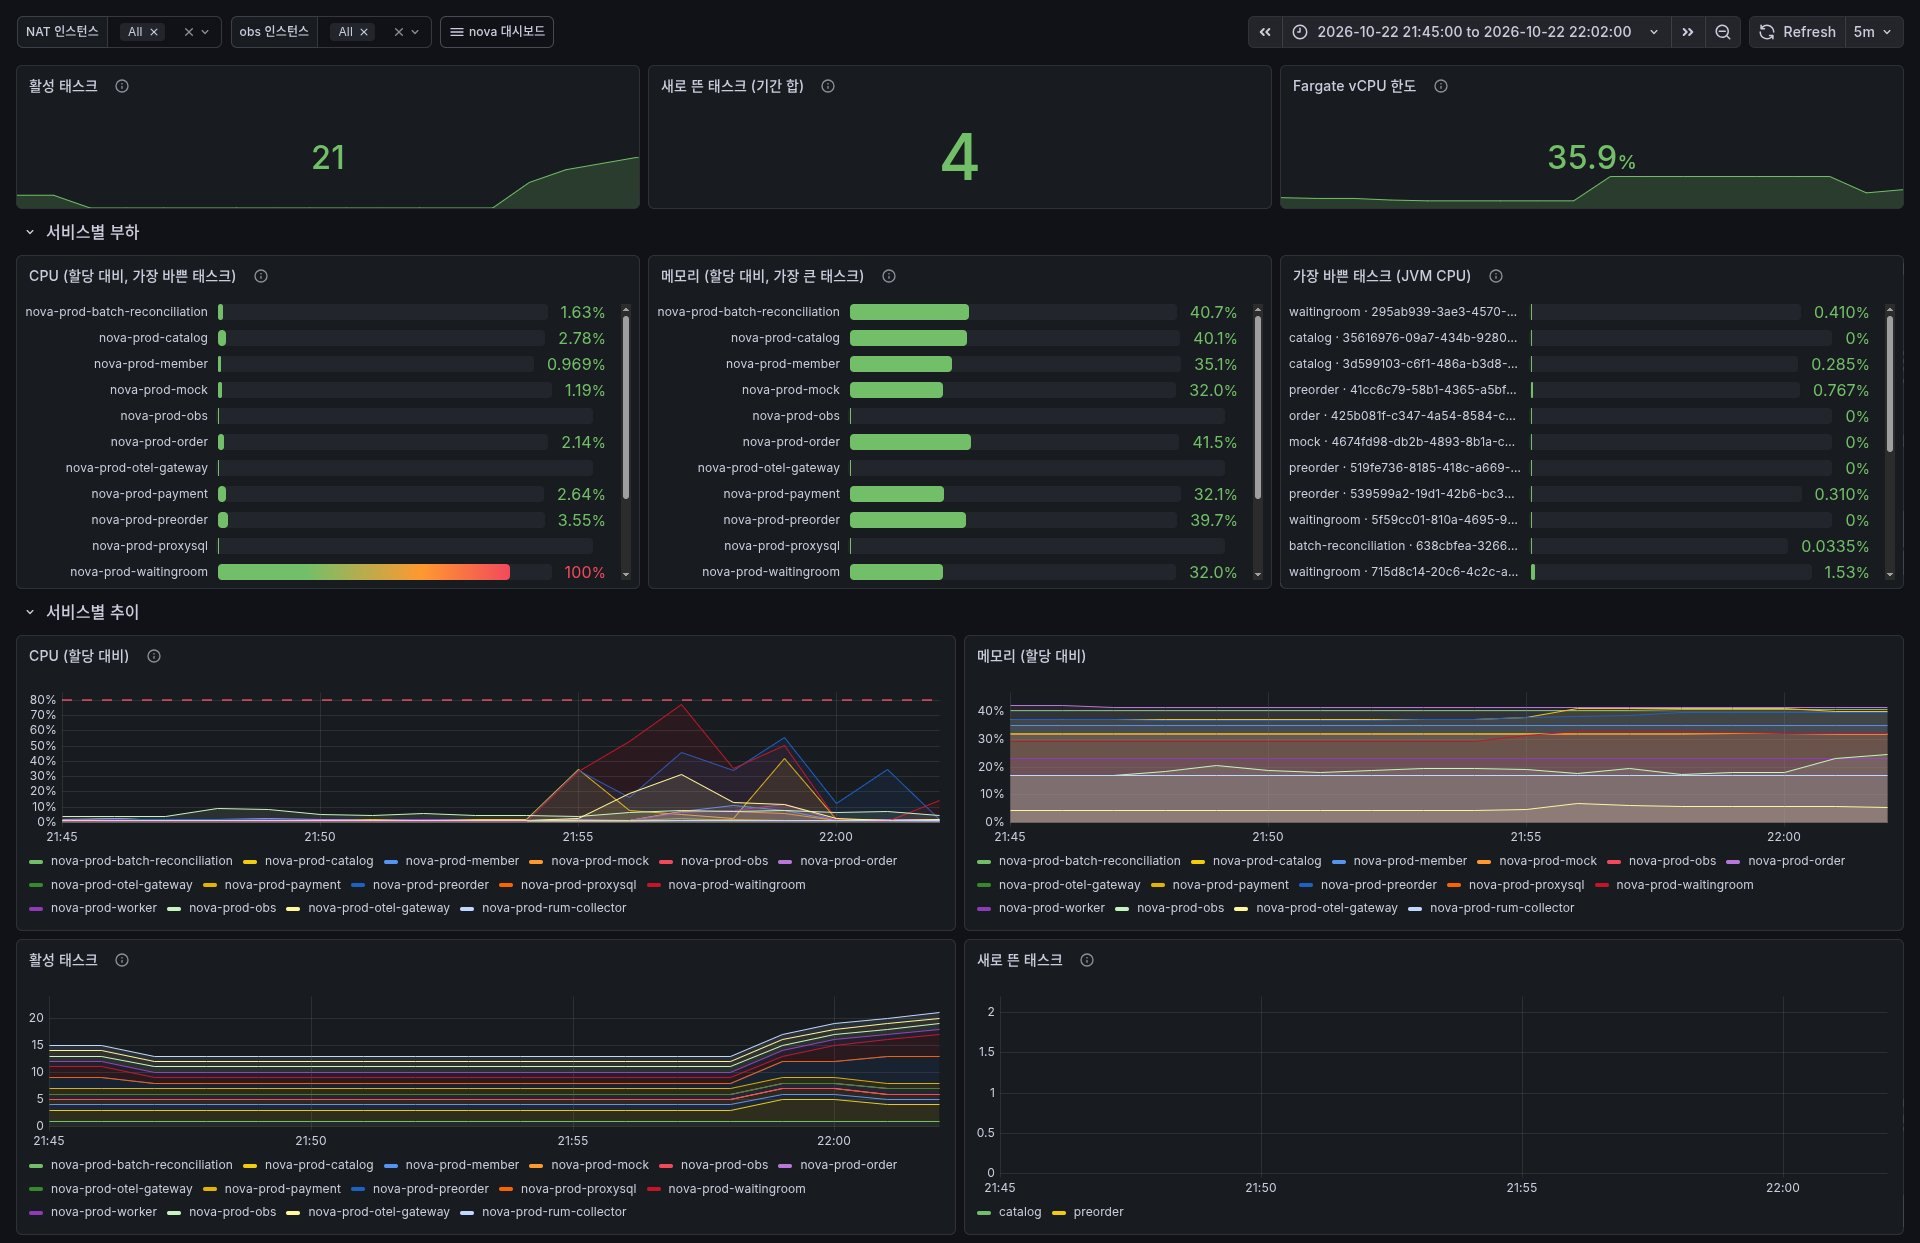 NAT 인스턴스 All × × obs 인스턴스 All × × nova 대시보드 2026-10-22 21:45:00 to 2026-10-22 22:02:00 Refresh 5m
활성 태스크
21
새로 뜬 태스크 (기간 합)
4
Fargate vCPU 한도
35.9%
서비스별 부하
CPU (할당 대비, 가장 바쁜 태스크)
nova-prod-batch-reconciliation 1.63%
nova-prod-catalog 2.78%
nova-prod-member 0.969%
nova-prod-mock 1.19%
nova-prod-obs
nova-prod-order 2.14%
nova-prod-otel-gateway
nova-prod-payment 2.64%
nova-prod-preorder 3.55%
nova-prod-proxysql
nova-prod-waitingroom 100%
메모리 (할당 대비, 가장 큰 태스크)
nova-prod-batch-reconciliation 40.7%
nova-prod-catalog 40.1%
nova-prod-member 35.1%
nova-prod-mock 32.0%
nova-prod-obs
nova-prod-order 41.5%
nova-prod-otel-gateway
nova-prod-payment 32.1%
nova-prod-preorder 39.7%
nova-prod-proxysql
nova-prod-waitingroom 32.0%
가장 바쁜 태스크 (JVM CPU)
waitingroom · 295ab939-3ae3-4570-... 0.410%
catalog · 35616976-09a7-434b-9280... 0%
catalog · 3d599103-c6f1-486a-b3d8-... 0.285%
preorder · 41cc6c79-58b1-4365-a5bf... 0.767%
order · 425b081f-c347-4a54-8584-c... 0%
mock · 4674fd98-db2b-4893-8b1a-c... 0%
preorder · 519fe736-8185-418c-a669-... 0%
preorder · 539599a2-19d1-42b6-bc3... 0.310%
waitingroom · 5f59cc01-810a-4695-9... 0%
batch-reconciliation · 638cbfea-3266... 0.0335%
waitingroom · 715d8c14-20c6-4c2c-a... 1.53%
서비스별 추이
CPU (할당 대비)
80%
70%
60%
50%
40%
30%
20%
10%
0%
21:45 21:50 21:55 22:00
nova-prod-batch-reconciliation nova-prod-catalog nova-prod-member nova-prod-mock nova-prod-obs nova-prod-order
nova-prod-otel-gateway nova-prod-payment nova-prod-preorder nova-prod-proxysql nova-prod-waitingroom
nova-prod-worker nova-prod-obs nova-prod-otel-gateway nova-prod-rum-collector
메모리 (할당 대비)
40%
30%
20%
10%
0%
21:45 21:50 21:55 22:00
nova-prod-batch-reconciliation nova-prod-catalog nova-prod-member nova-prod-mock nova-prod-obs nova-prod-order
nova-prod-otel-gateway nova-prod-payment nova-prod-preorder nova-prod-proxysql nova-prod-waitingroom
nova-prod-worker nova-prod-obs nova-prod-otel-gateway nova-prod-rum-collector
활성 태스크
20
15
10
5
0
21:45 21:50 21:55 22:00
nova-prod-batch-reconciliation nova-prod-catalog nova-prod-member nova-prod-mock nova-prod-obs nova-prod-order
nova-prod-otel-gateway nova-prod-payment nova-prod-preorder nova-prod-proxysql nova-prod-waitingroom
nova-prod-worker nova-prod-obs nova-prod-otel-gateway nova-prod-rum-collector
새로 뜬 태스크
2
1.5
1
0.5
0
21:45 21:50 21:55 22:00
catalog preorder